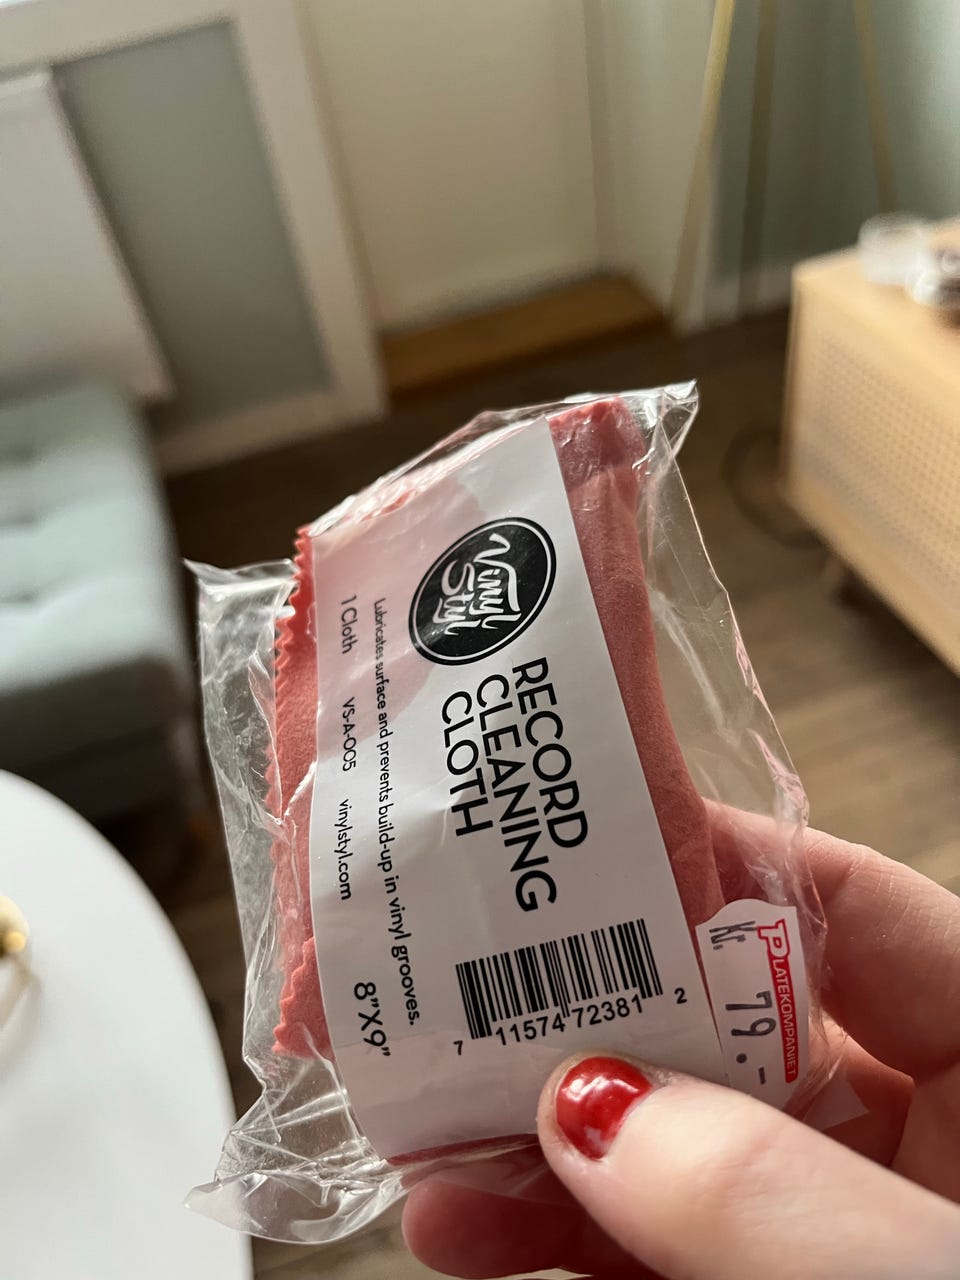 Vinyl
Styl
RECORD
CLEANING
CLOTH
Lubricates surface and prevents build-up in vinyl grooves.
1 Cloth VS-A-005 vinylstyl.com 8"X9"
7 11574 72381 2
PLATEKOMPANIET
Kr. 79.-